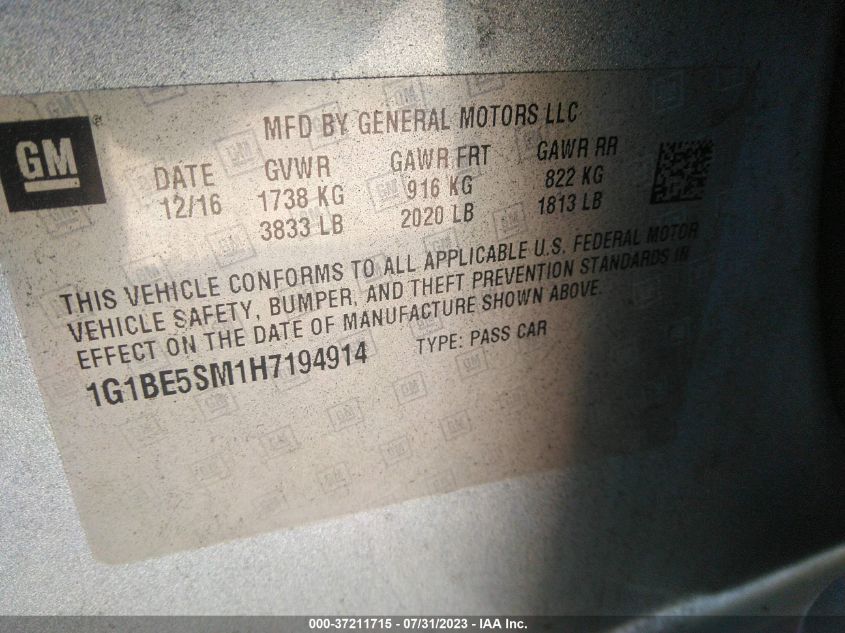 GM®
MFD BY GENERAL MOTORS LLC
DATE GVWR GAWR FRT GAWR RR
12/16 1738 KG 916 KG 822 KG
3833 LB 2020 LB 1813 LB
THIS VEHICLE CONFORMS TO ALL APPLICABLE U.S. FEDERAL MOTOR
VEHICLE SAFETY, BUMPER, AND THEFT PREVENTION STANDARDS IN
EFFECT ON THE DATE OF MANUFACTURE SHOWN ABOVE.
1G1BE5SM1H7194914 TYPE: PASS CAR
000-37211715 - 07/31/2023 - IAA Inc.